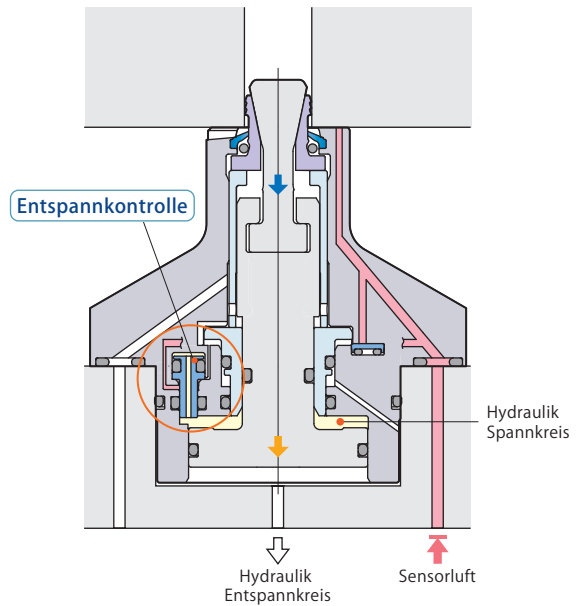 Entspannkontrolle
Hydraulik
Spannkreis
Hydraulik
Entspannkreis
Sensorluft